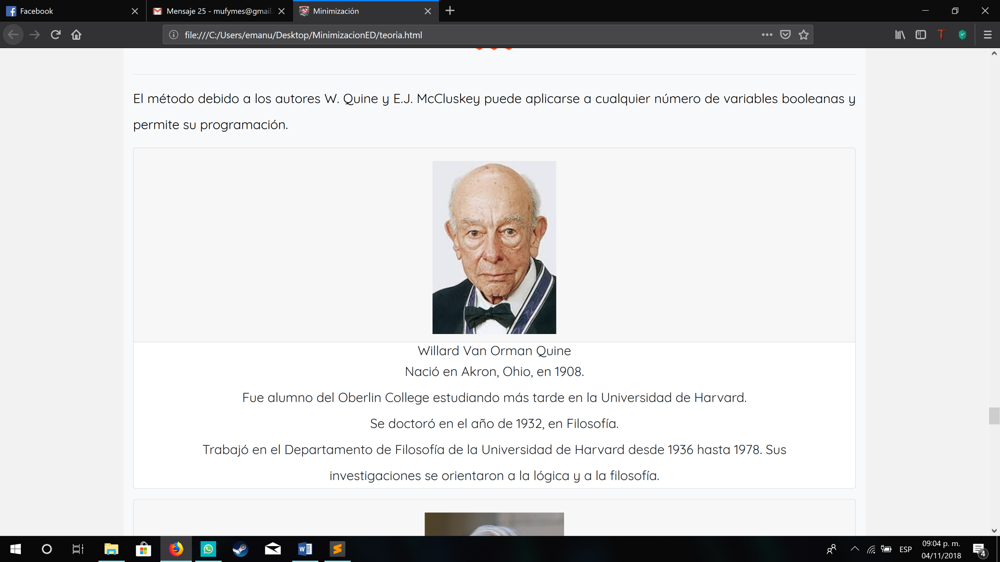 Facebook
Mensaje 25 - mufymes@gmail.
Minimización
file:///C:/Users/emanu/Desktop/MinimizacionED/teoria.html
El método debido a los autores W. Quine y E.J. McCluskey puede aplicarse a cualquier número de variables booleanas y
permite su programación.
Willard Van Orman Quine
Nació en Akron, Ohio, en 1908.
Fue alumno del Oberlin College estudiando más tarde en la Universidad de Harvard.
Se doctoró en el año de 1932, en Filosofía.
Trabajó en el Departamento de Filosofía de la Universidad de Harvard desde 1936 hasta 1978. Sus
investigaciones se orientaron a la lógica y a la filosofía.
ESP
09:04 p. m.
04/11/2018
4